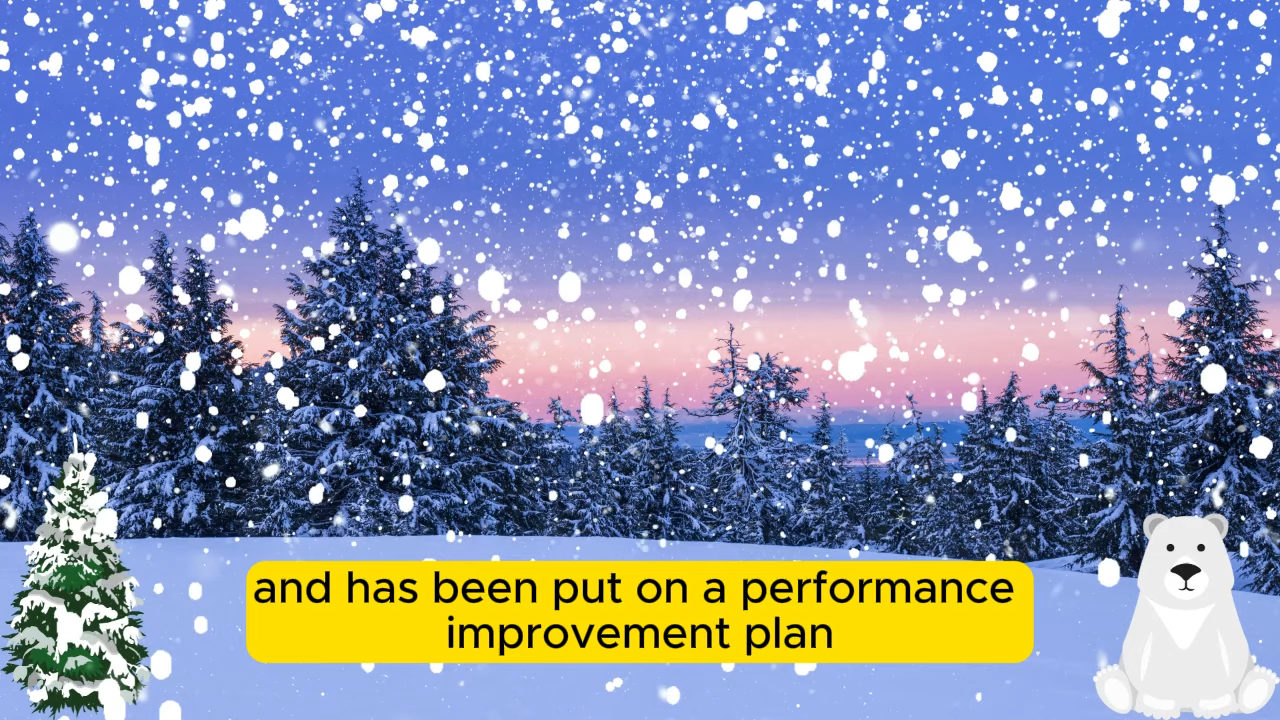 and has been put on a performance
improvement plan